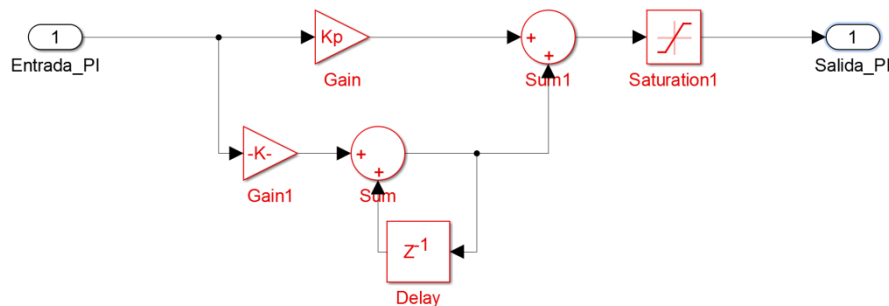 1
Entrada_PI
Kp
Gain
+
+
Sum1
Saturation1
1
Salida_PI
-K-
Gain1
+
+
Sum
Z-1
Delay